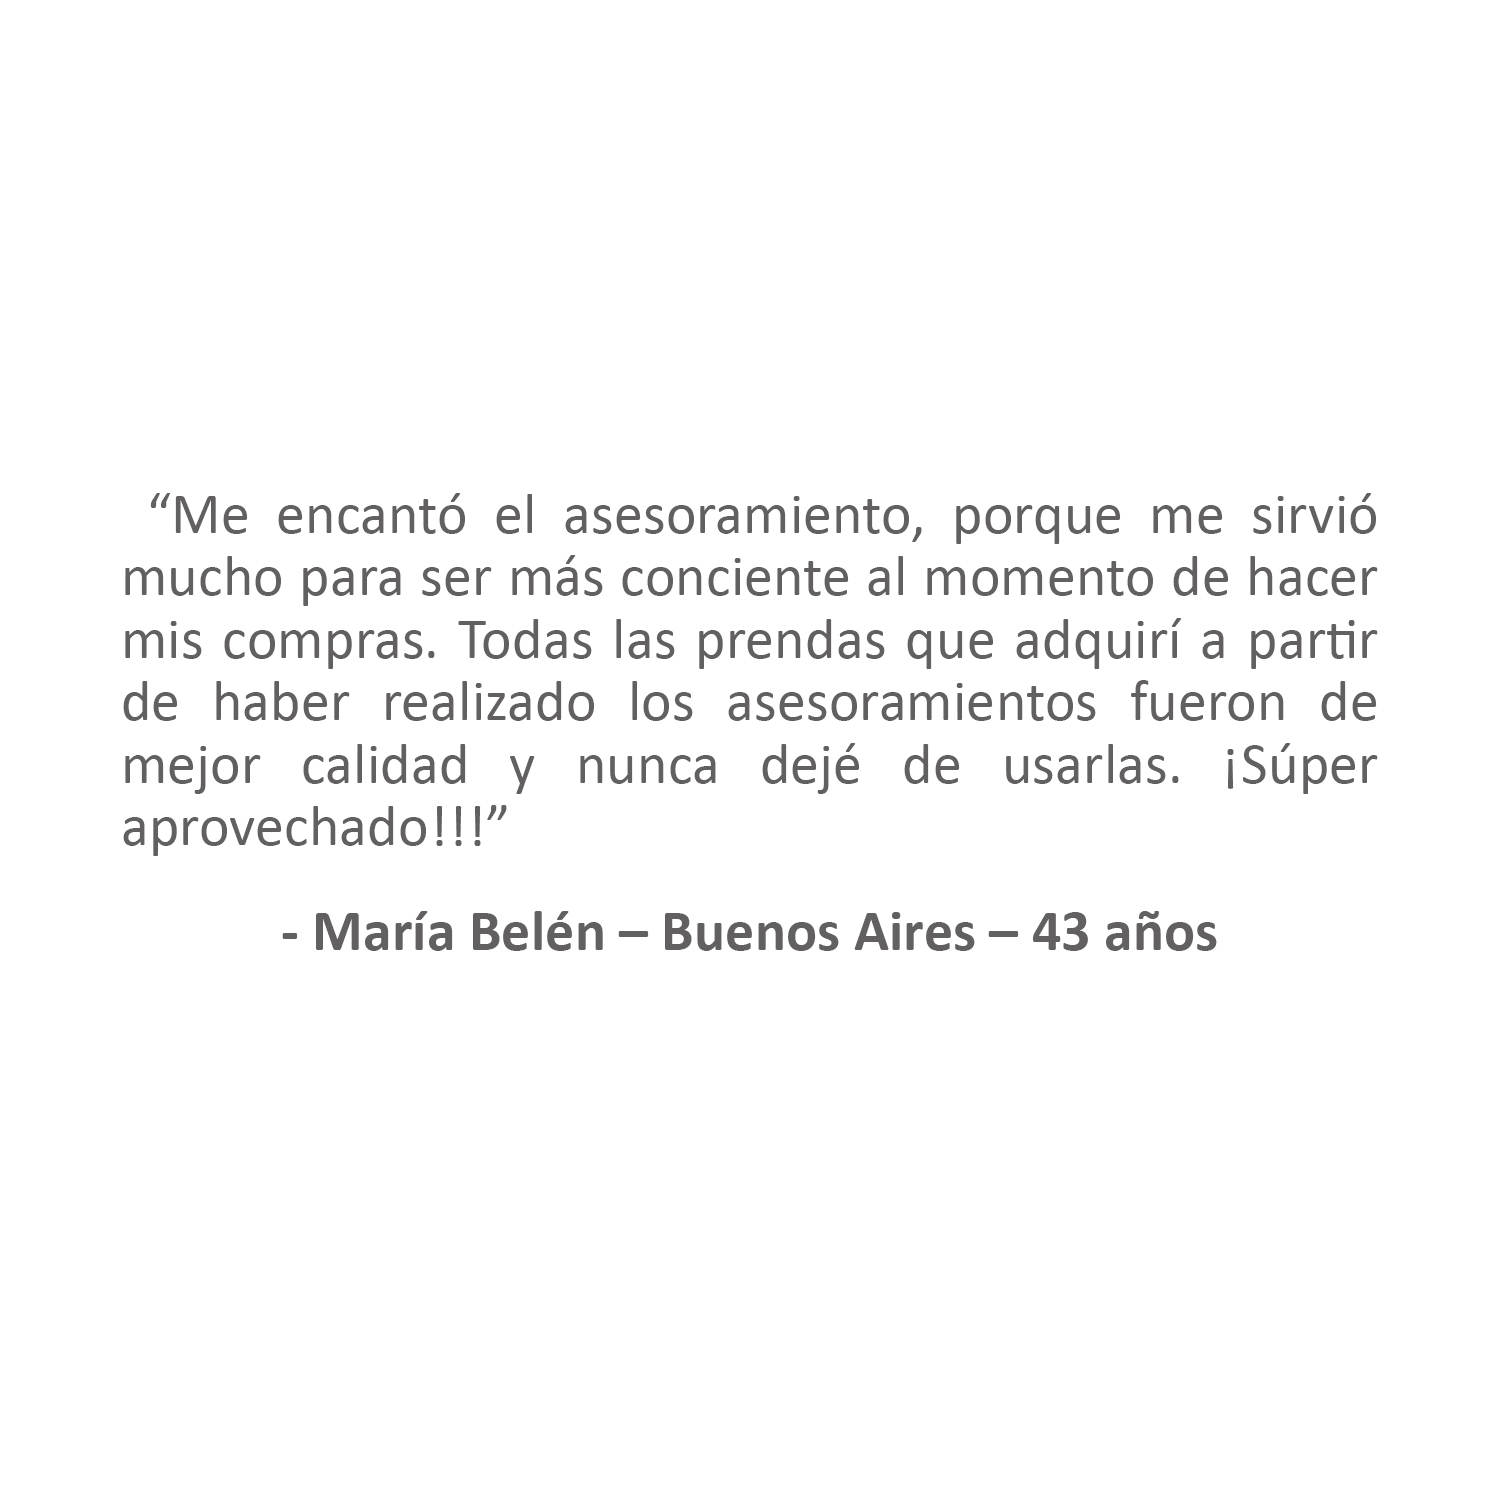 “Me encantó el asesoramiento, porque me sirvió
mucho para ser más conciente al momento de hacer
mis compras. Todas las prendas que adquirí a partir
de haber realizado los asesoramientos fueron de
mejor calidad y nunca dejé de usarlas. ¡Súper
aprovechado!!!”
- María Belén – Buenos Aires – 43 años